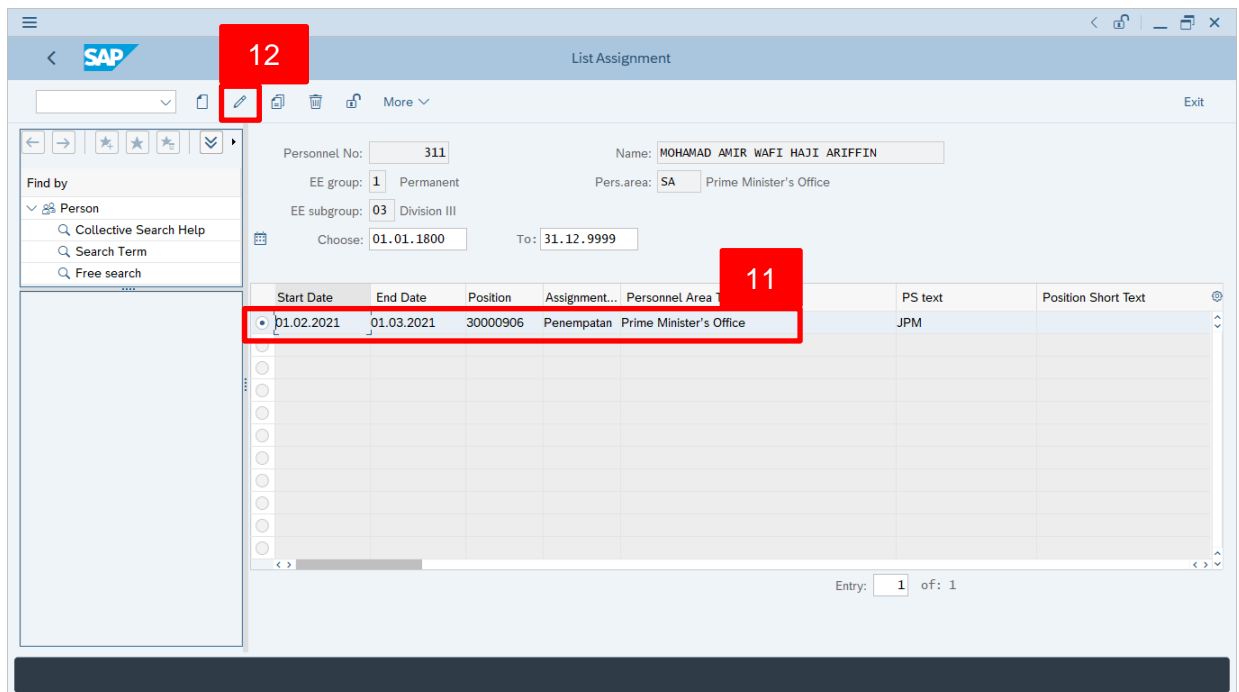 12
SAP
List Assignment
More
Exit
Personnel No: 311 Name: MOHAMAD AMIR WAFI HAJI ARIFFIN
Find by
EE group: 1 Permanent Pers.area: SA Prime Minister's Office
Person
EE subgroup: 03 Division III
Collective Search Help
Choose: 01.01.1800 To: 31.12.9999
Search Term
Free search
11
Start Date End Date Position Assignment... Personnel Area PS text Position Short Text
01.02.2021 01.03.2021 30000906 Penempatan Prime Minister's Office JPM
Entry: 1 of: 1